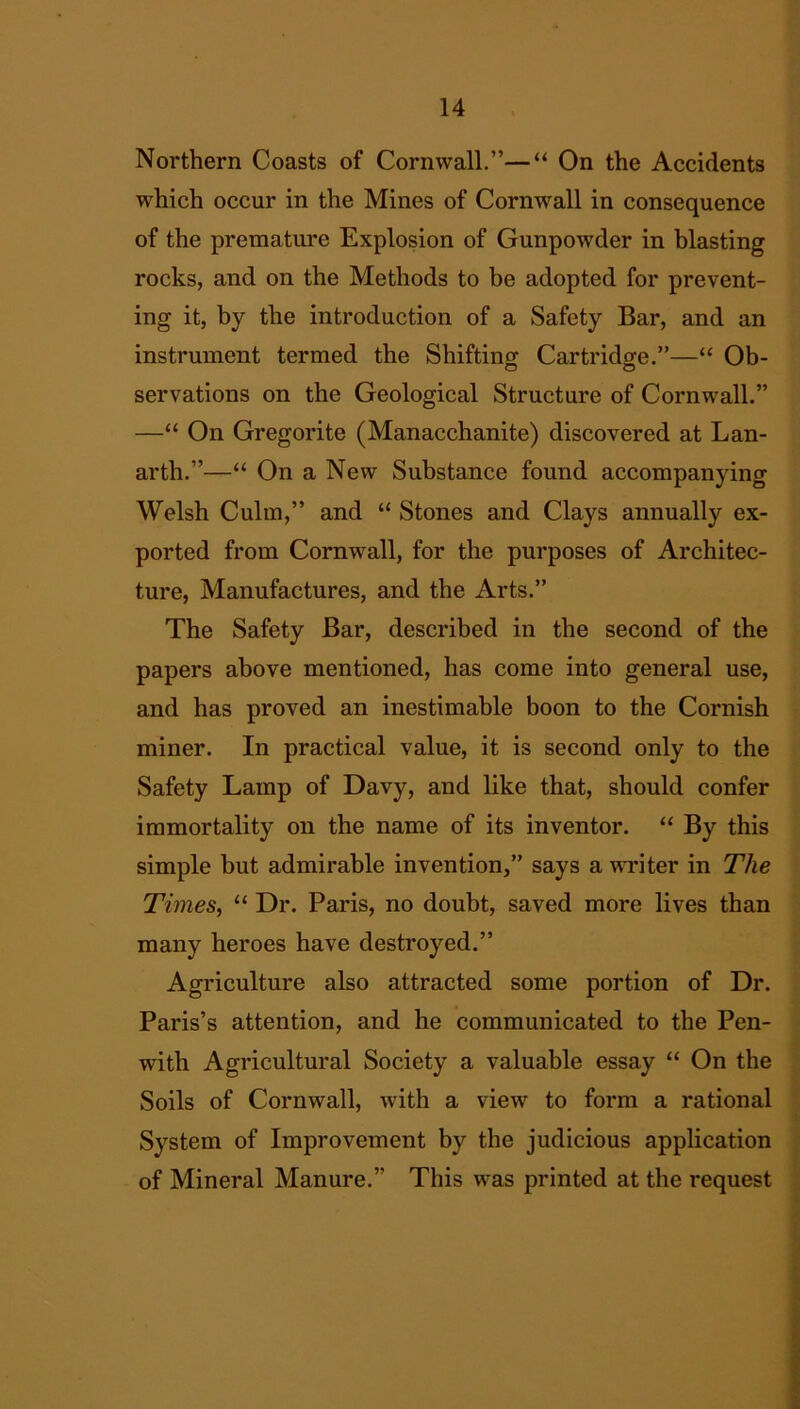 14
Northern Coasts of Cornwall.”—“ On the Accidents
which occur in the Mines of Cornwall in consequence
of the premature Explosion of Gunpowder in blasting
rocks, and on the Methods to be adopted for prevent-
ing it, by the introduction of a Safety Bar, and an
instrument termed the Shifting Cartridge.”—“ Ob-
servations on the Geological Structure of Cornwall.”
—“ On Gregorite (Manacchanite) discovered at Lan-
arth.”—“ On a New Substance found accompanying
Welsh Culm,” and “ Stones and Clays annually ex-
ported from Cornwall, for the purposes of Architec-
ture, Manufactures, and the Arts.”
The Safety Bar, described in the second of the
papers above mentioned, has come into general use,
and has proved an inestimable boon to the Cornish
miner. In practical value, it is second only to the
Safety Lamp of Davy, and like that, should confer
immortality on the name of its inventor. “ By this
simple but admirable invention,” says a writer in The
Times, “ Dr. Paris, no doubt, saved more lives than
many heroes have destroyed.”
Agriculture also attracted some portion of Dr.
Paris’s attention, and he communicated to the Pen-
with Agricultural Society a valuable essay “ On the
Soils of Cornwall, with a view to form a rational
System of Improvement by the judicious application
of Mineral Manure.” This was printed at the request